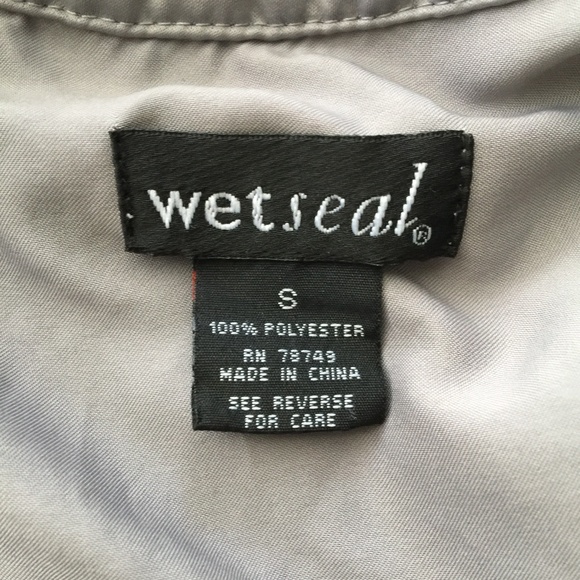 wetseal®
S
100% POLYESTER
RN 78749
MADE IN CHINA
SEE REVERSE
FOR CARE